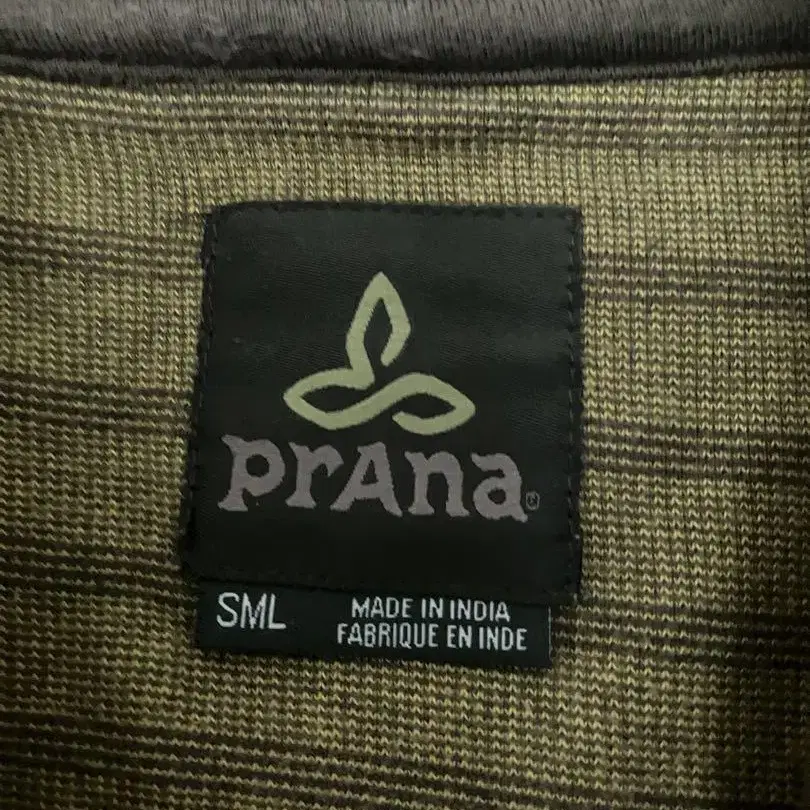 prAna®
SML
MADE IN INDIA
FABRIQUE EN INDE